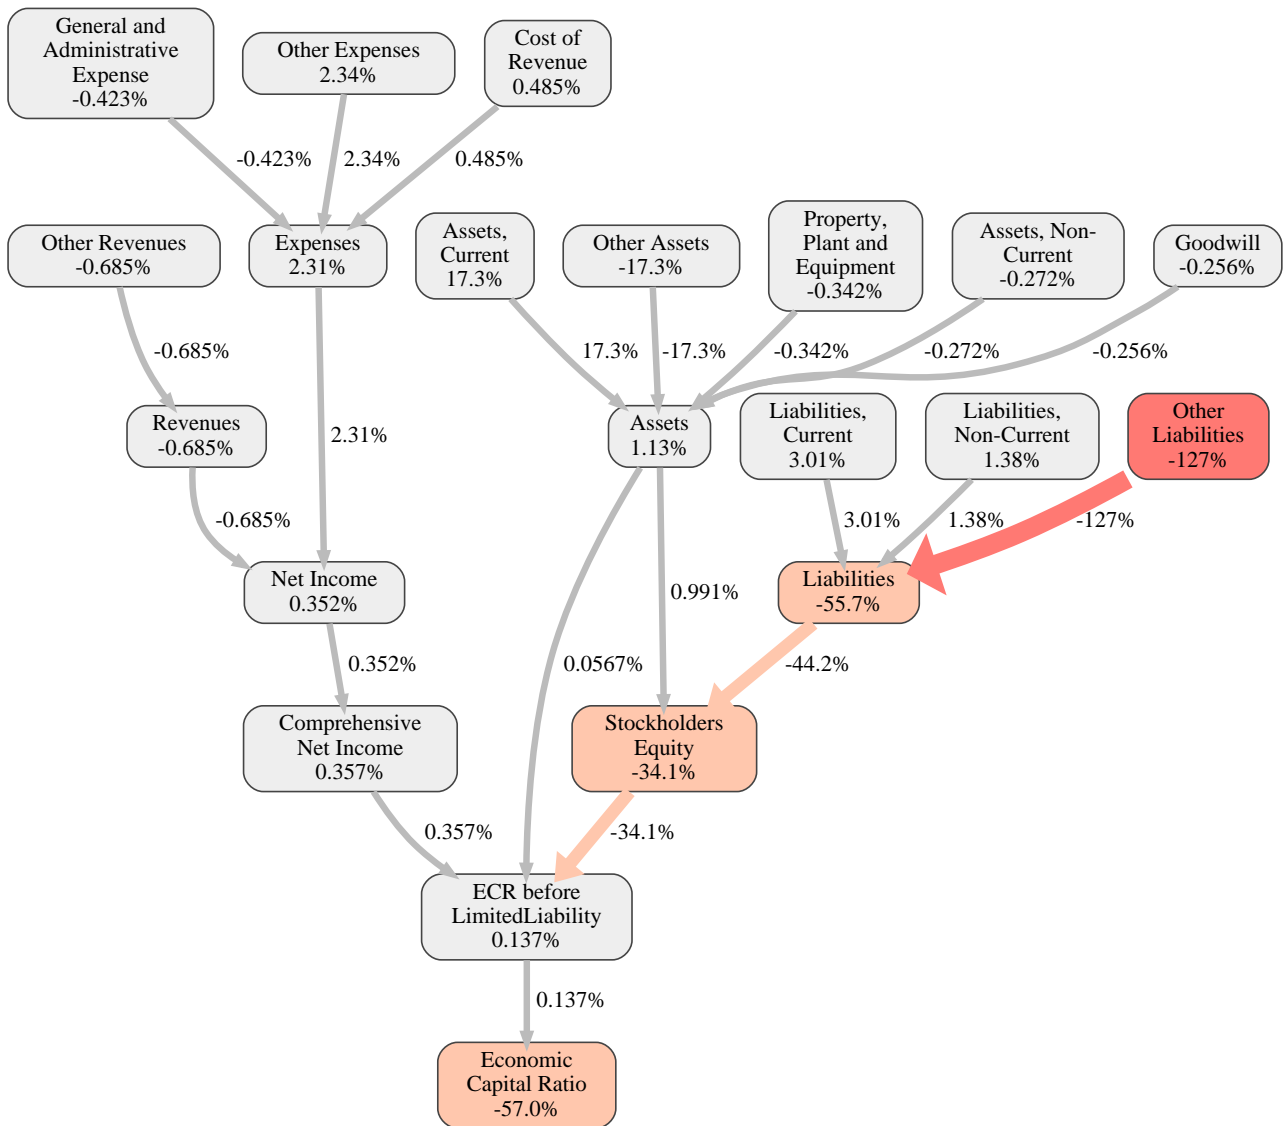 General and
Administrative
Expense
-0.423%
Other Expenses
2.34%
Cost of
Revenue
0.485%
-0.423%
2.34%
0.485%
Other Revenues
-0.685%
Expenses
2.31%
Assets,
Current
17.3%
Other Assets
-17.3%
Property,
Plant and
Equipment
-0.342%
Assets, Non-
Current
-0.272%
Goodwill
-0.256%
-0.685%
17.3%
-17.3%
-0.342%
-0.272%
-0.256%
Revenues
-0.685%
2.31%
Assets
1.13%
Liabilities,
Current
3.01%
Liabilities,
Non-Current
1.38%
Other
Liabilities
-127%
-0.685%
3.01%
1.38%
-127%
Net Income
0.352%
0.991%
Liabilities
-55.7%
0.352%
0.0567%
-44.2%
Comprehensive
Net Income
0.357%
Stockholders
Equity
-34.1%
0.357%
-34.1%
ECR before
LimitedLiability
0.137%
0.137%
Economic
Capital Ratio
-57.0%